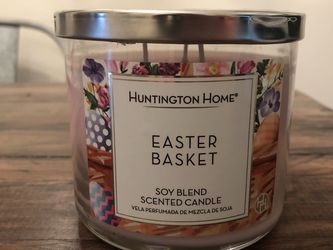 HUNTINGTON HOME®
EASTER
BASKET
SOY BLEND
SCENTED CANDLE
VELA PERFUMADA DE MEZCLA DE SOJA